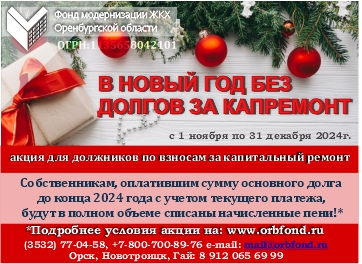 Фонд модернизации ЖКХ
Оренбургской области
ОГРН:1135658042101
В НОВЫЙ ГОД БЕЗ
ДОЛГОВ ЗА КАПРЕМОНТ
с 1 ноября по 31 декабря 2024г.
акция для должников по взносам за капитальный ремонт
Собственникам, оплатившим сумму основного долга
до конца 2024 года с учетом текущего платежа,
будут в полном объеме списаны начисленные пени!*
*Подробнее условия акции на: www.orbfond.ru
(3532) 77-04-58, +7-800-700-89-76 e-mail: mail@orbfond.ru
Орск, Новотроицк, Гай: 8 912 065 69 99